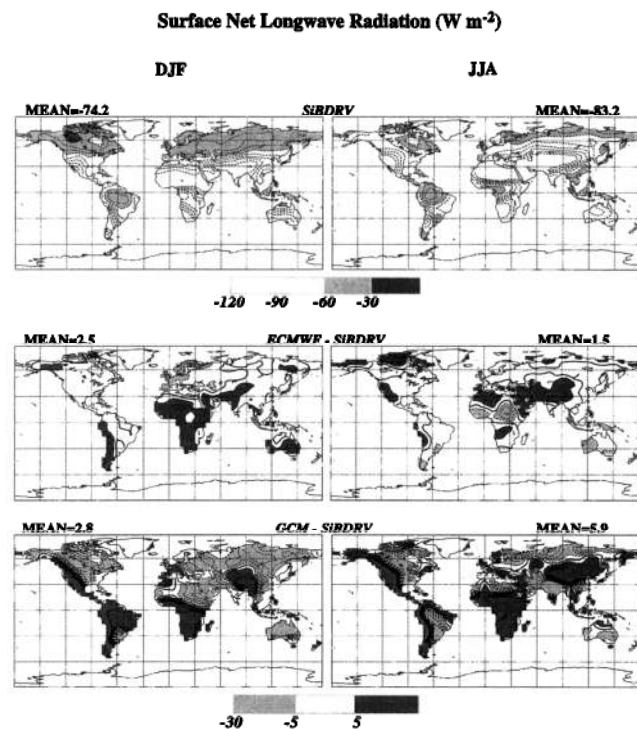 Surface Net Longwave Radiation (W m⁻²)
DJF JJA
MEAN=-74.2 SiBDRV MEAN=-83.2
-120 -90 -60 -30
MEAN=2.5 ECMWF - SiBDRV MEAN=1.5
MEAN=2.8 GCM - SiBDRV MEAN=5.9
-30 -5 5